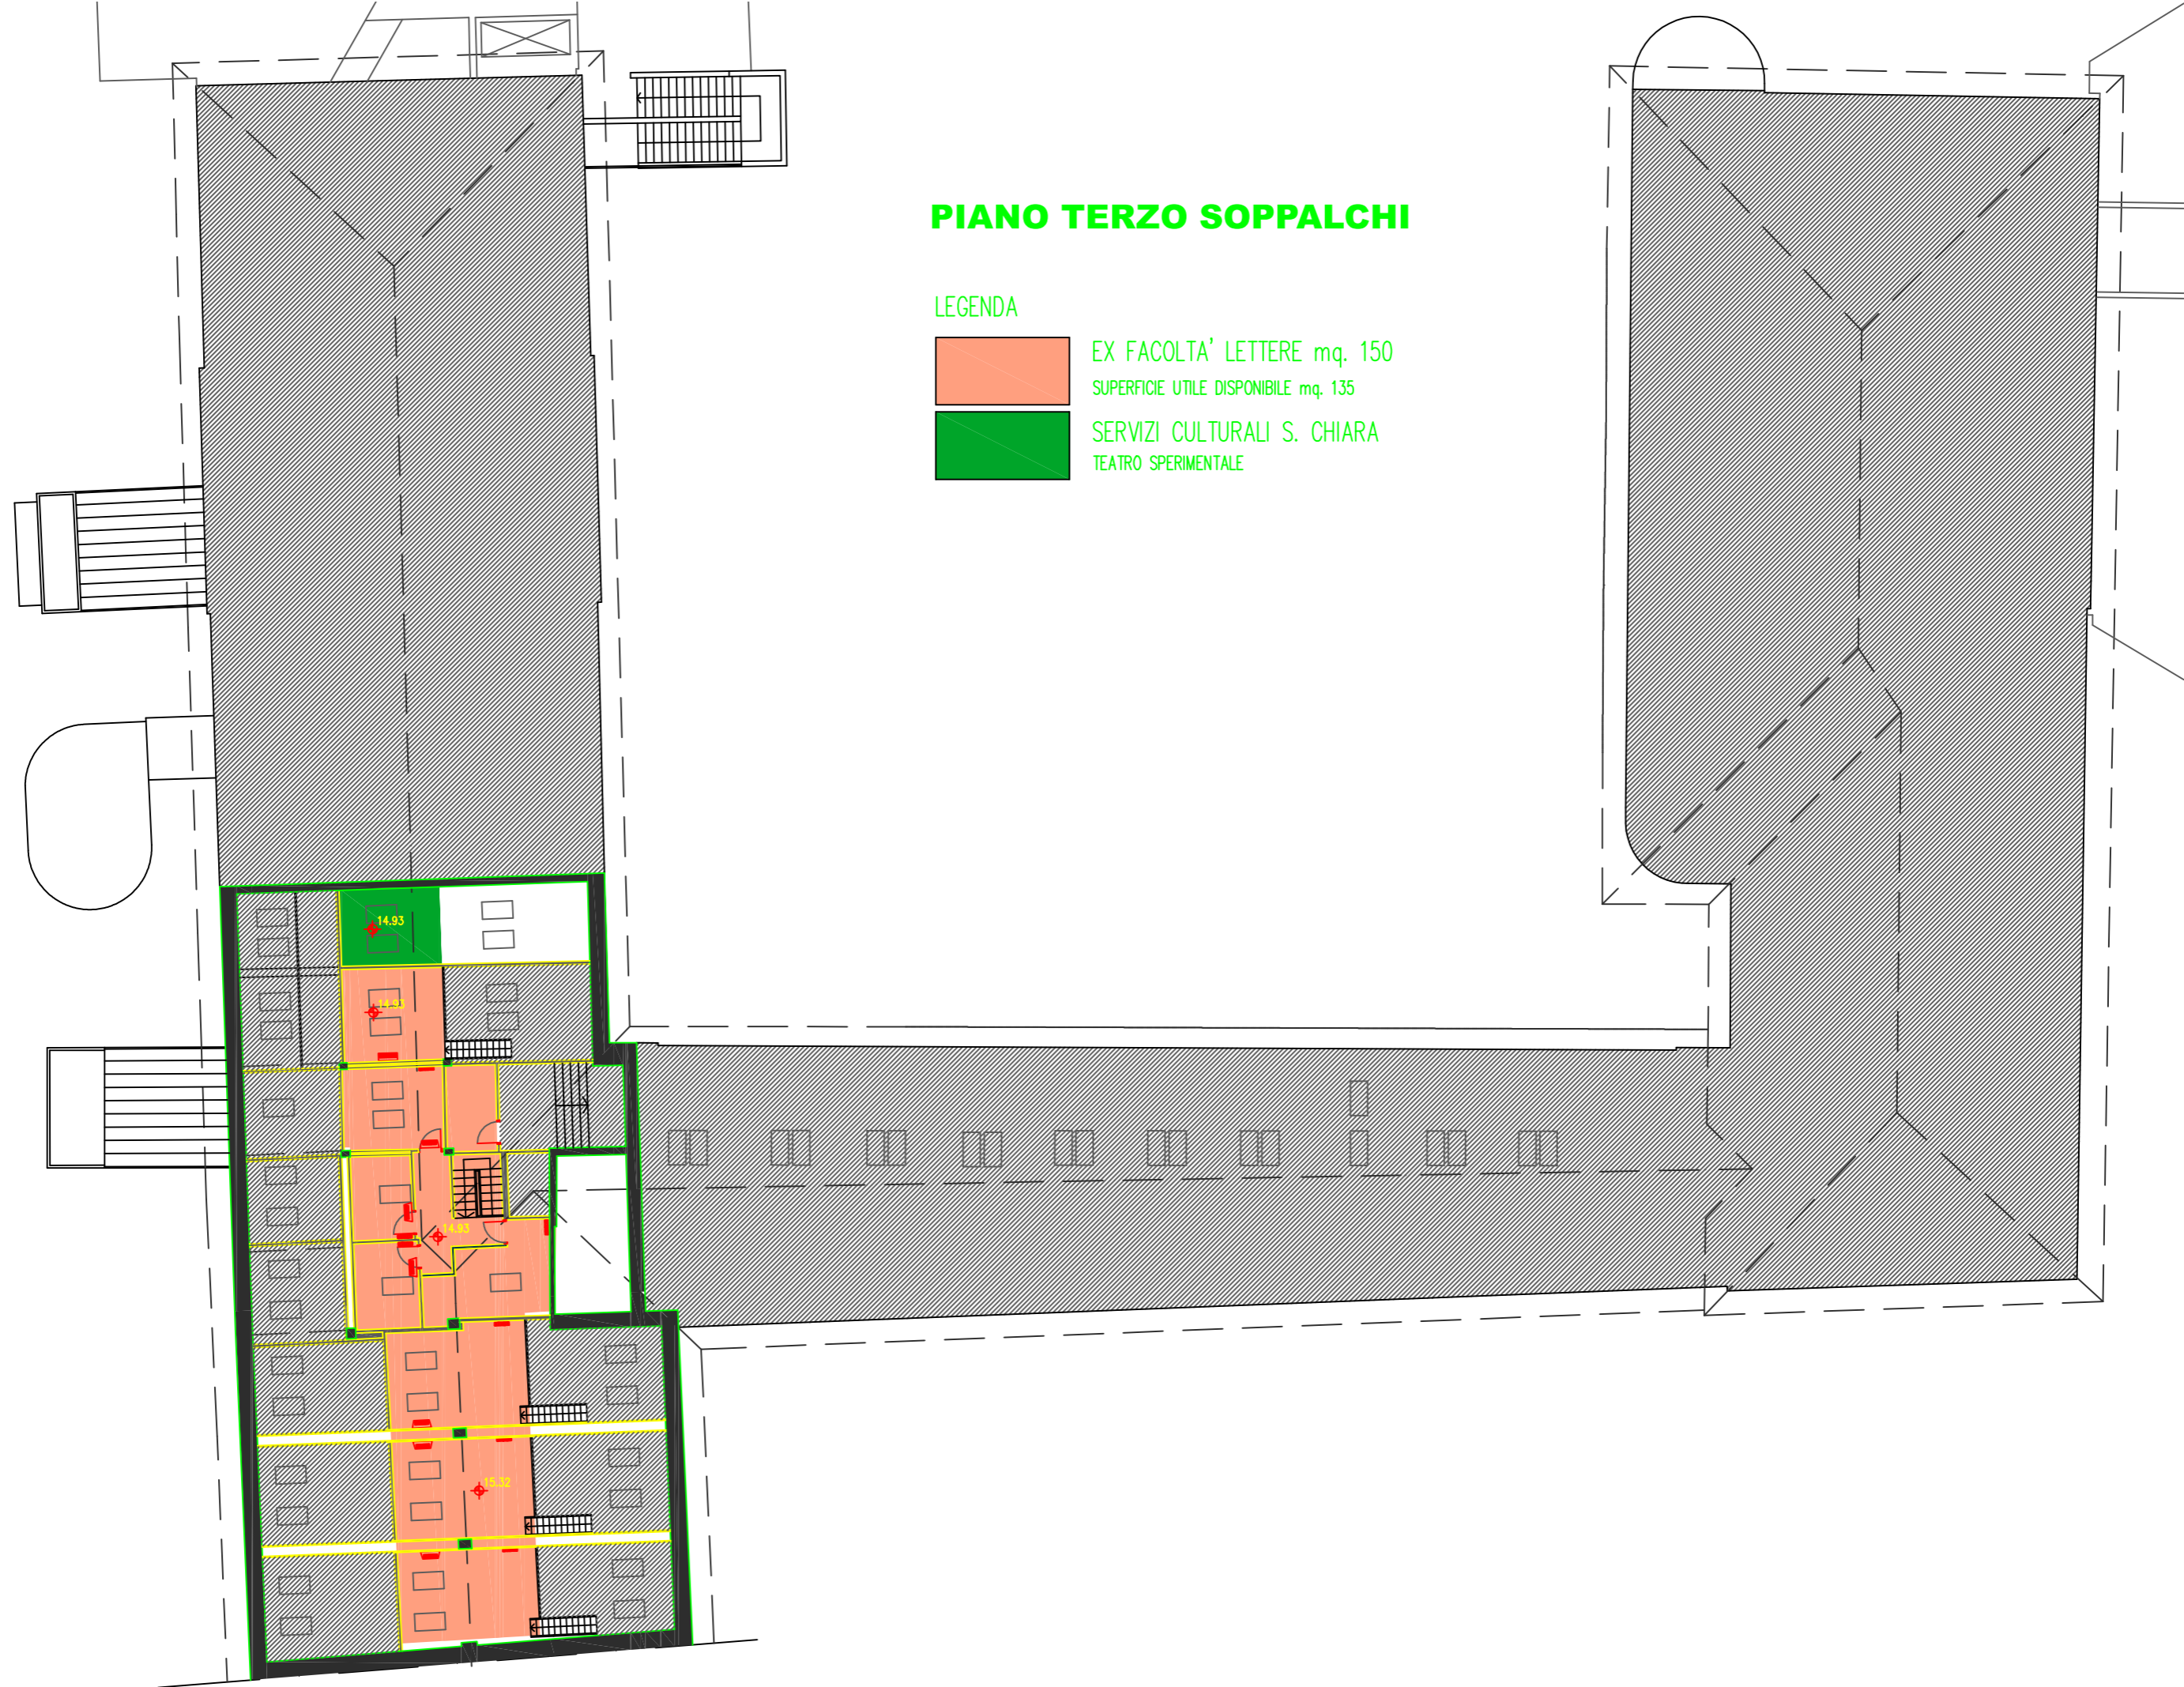 PIANO TERZO SOPPALCHI
LEGENDA
EX FACOLTA' LETTERE mq. 150
SUPERFICIE UTILE DISPONIBILE mq. 135
SERVIZI CULTURALI S. CHIARA
TEATRO SPERIMENTALE
14.93
14.93
14.93
15.32